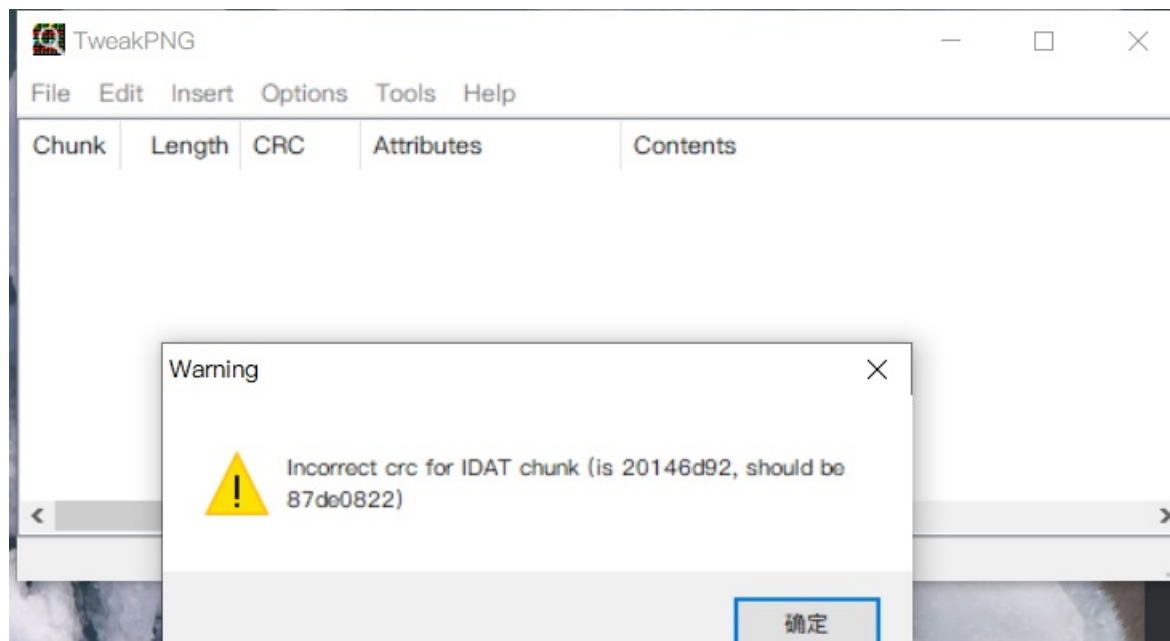 TweakPNG
File Edit Insert Options Tools Help
Chunk Length CRC Attributes Contents
Warning
Incorrect crc for IDAT chunk (is 20146d92, should be
87de0822)
确定